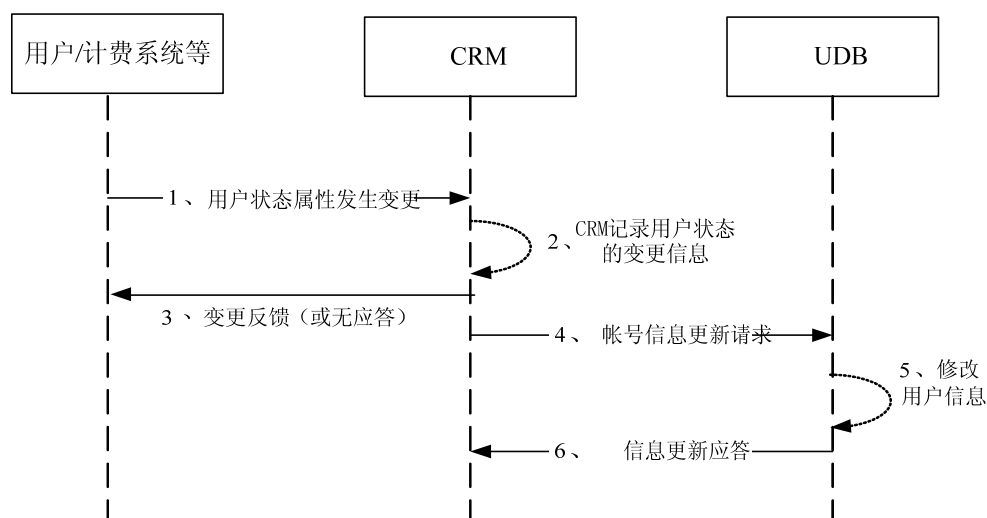 用户/计费系统等
CRM
UDB
1、用户状态属性发生变更
2、CRM记录用户状态
的变更信息
3、变更反馈（或无应答）
4、 帐号信息更新请求
5、修改
用户信息
6、 信息更新应答